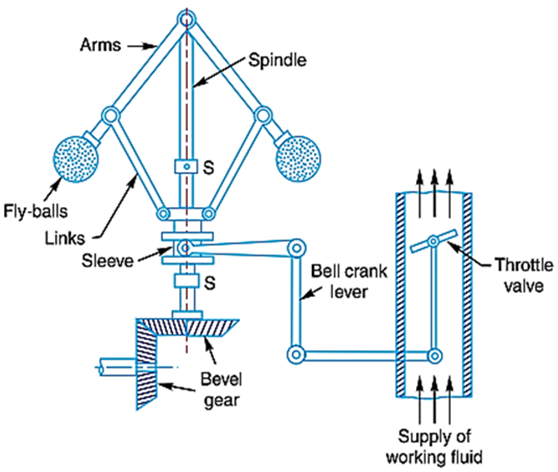 Arms
Spindle
S
Fly-balls
Links
Sleeve
S
Bell crank
lever
Throttle
valve
Bevel
gear
Supply of
working fluid